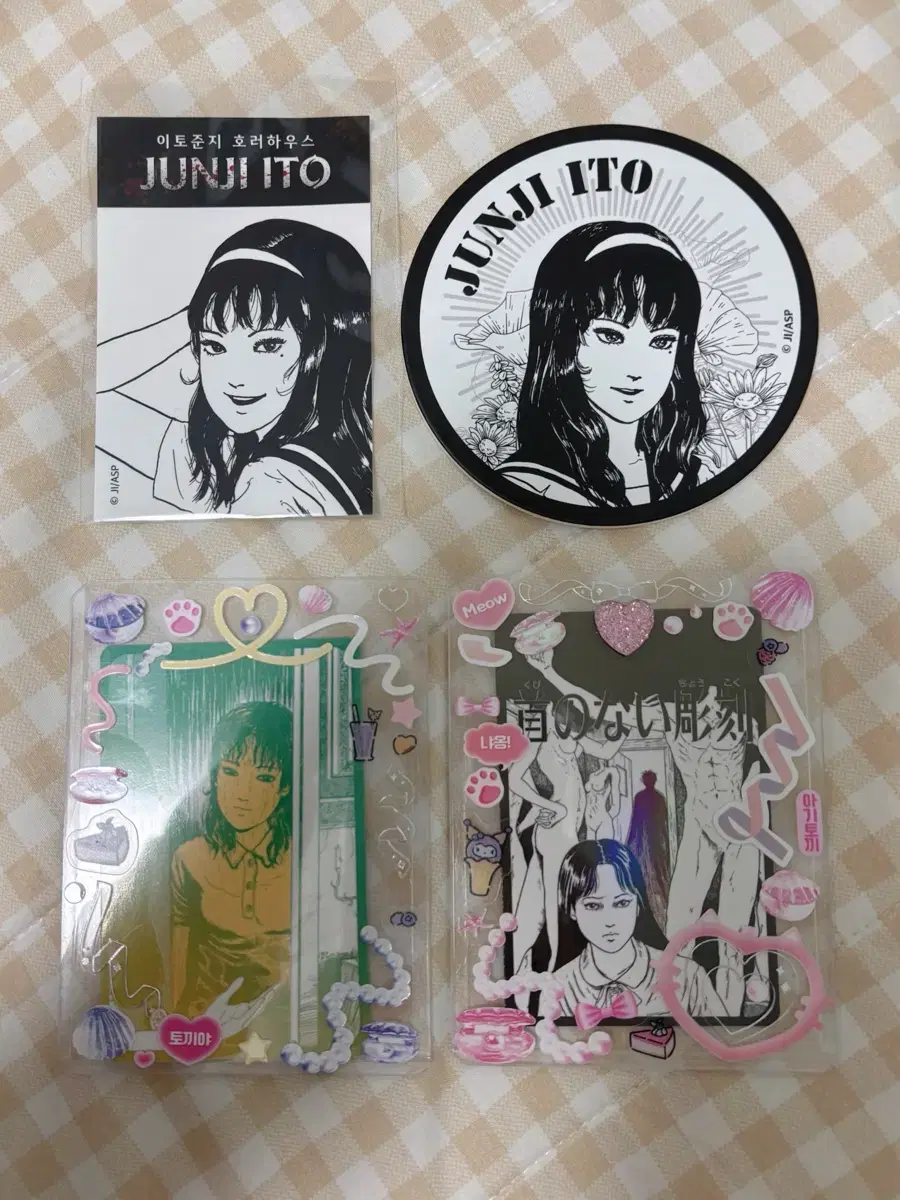 이토준지 호러하우스
JUNJI ITO
© JI/ASP
JUNJI ITO
© JI/ASP
토끼야
Meow
くび
ちょう こく
首のない彫刻
나옹!
아기토끼